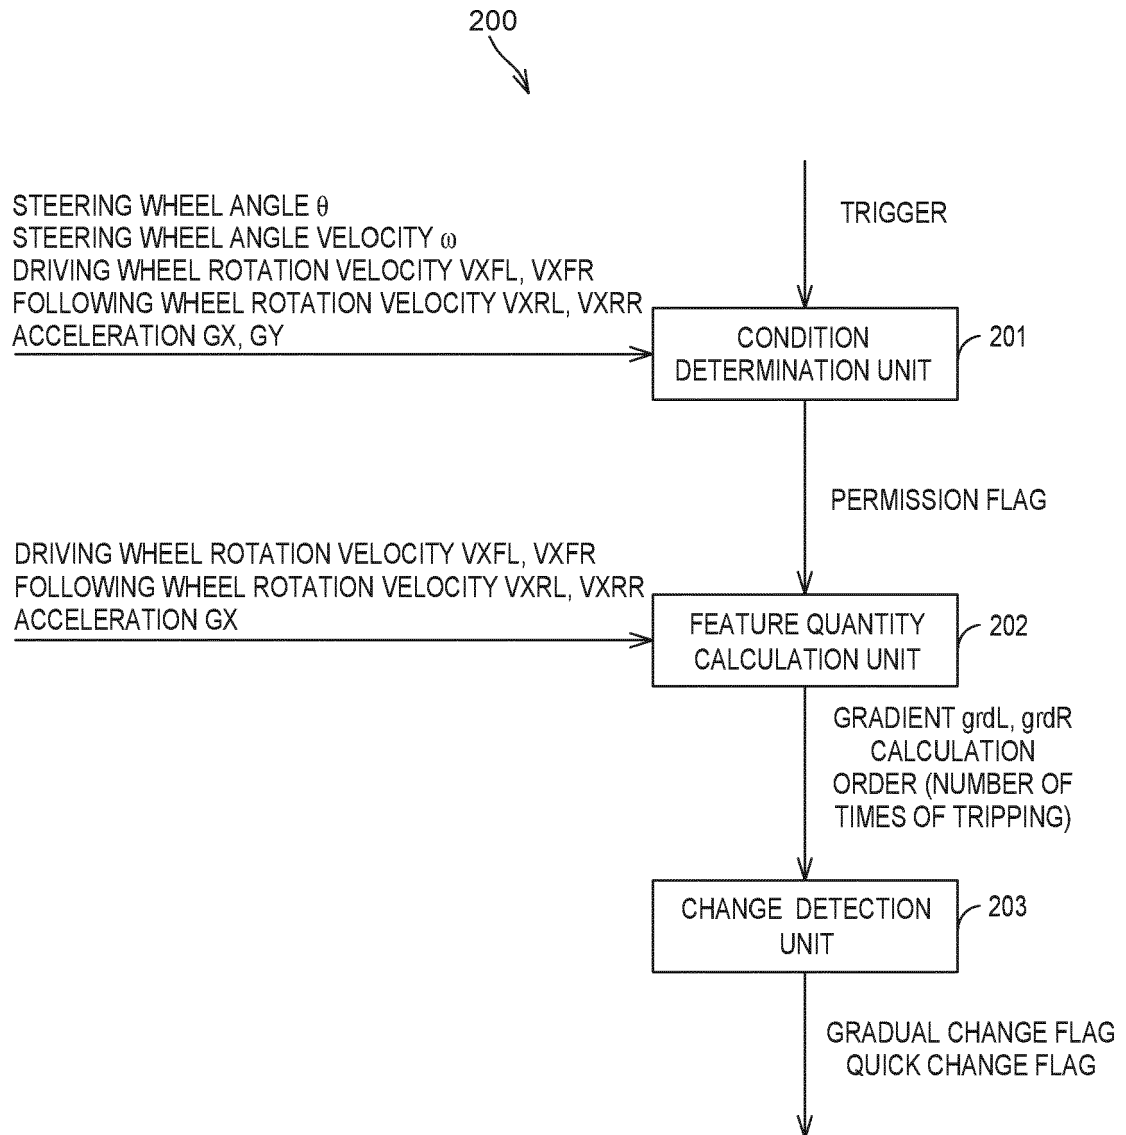 200
TRIGGER
STEERING WHEEL ANGLE θ
STEERING WHEEL ANGLE VELOCITY ω
DRIVING WHEEL ROTATION VELOCITY VXFL, VXFR
FOLLOWING WHEEL ROTATION VELOCITY VXRL, VXRR
ACCELERATION GX, GY
CONDITION
DETERMINATION UNIT
201
PERMISSION FLAG
DRIVING WHEEL ROTATION VELOCITY VXFL, VXFR
FOLLOWING WHEEL ROTATION VELOCITY VXRL, VXRR
ACCELERATION GX
FEATURE QUANTITY
CALCULATION UNIT
202
GRADIENT grdL, grdR
CALCULATION
ORDER (NUMBER OF
TIMES OF TRIPPING)
CHANGE DETECTION
UNIT
203
GRADUAL CHANGE FLAG
QUICK CHANGE FLAG